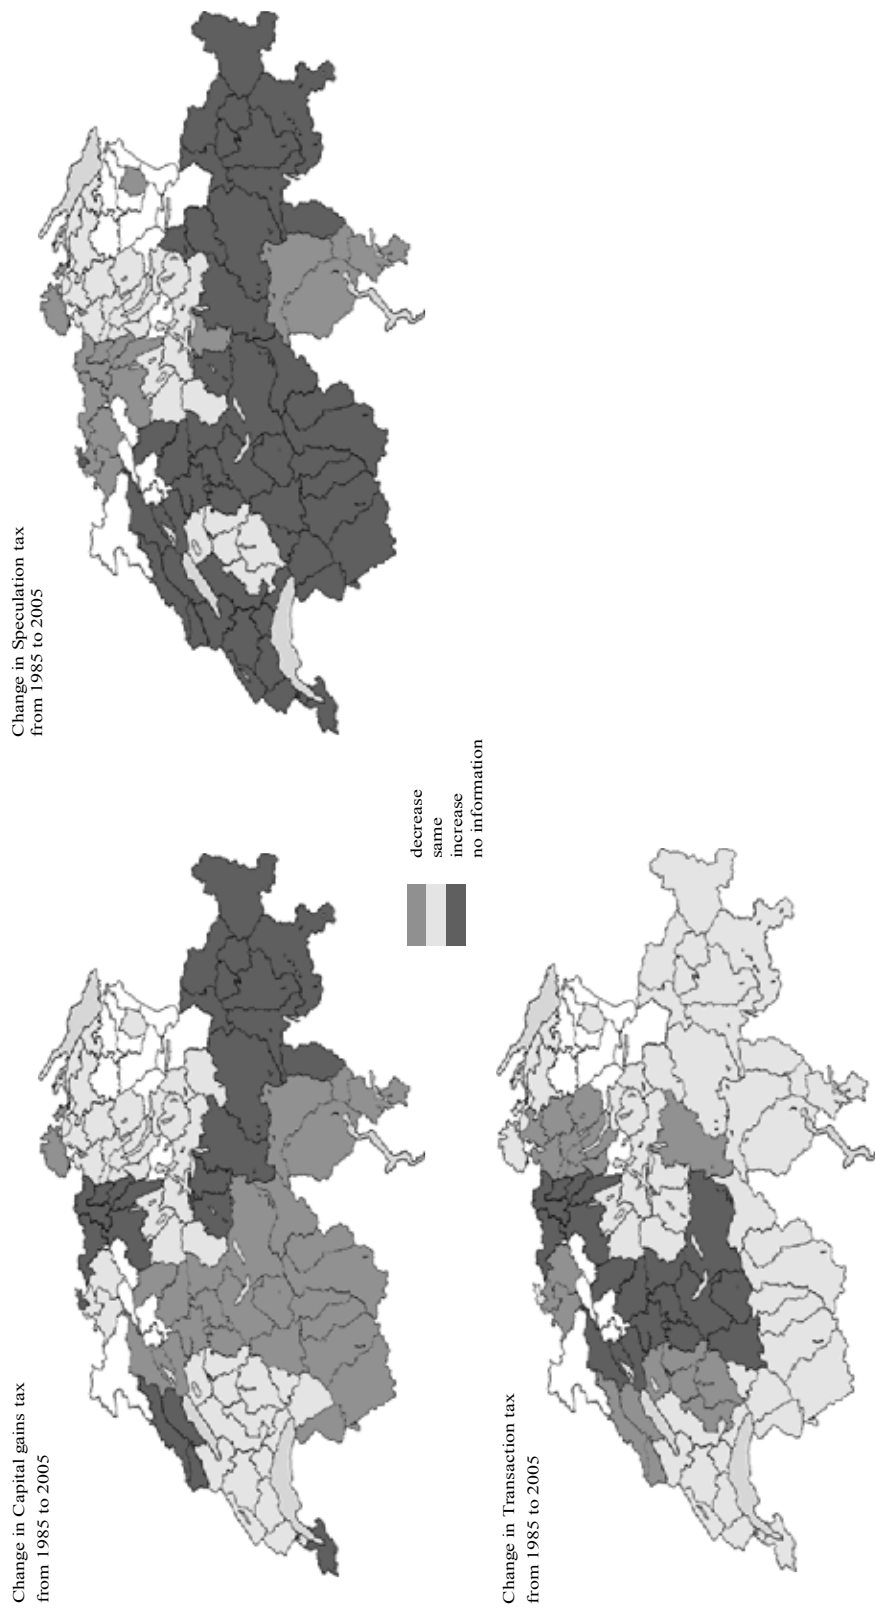 Change in Capital gains tax
from 1985 to 2005
Change in Speculation tax
from 1985 to 2005
Change in Transaction tax
from 1985 to 2005
decrease
same
increase
no information